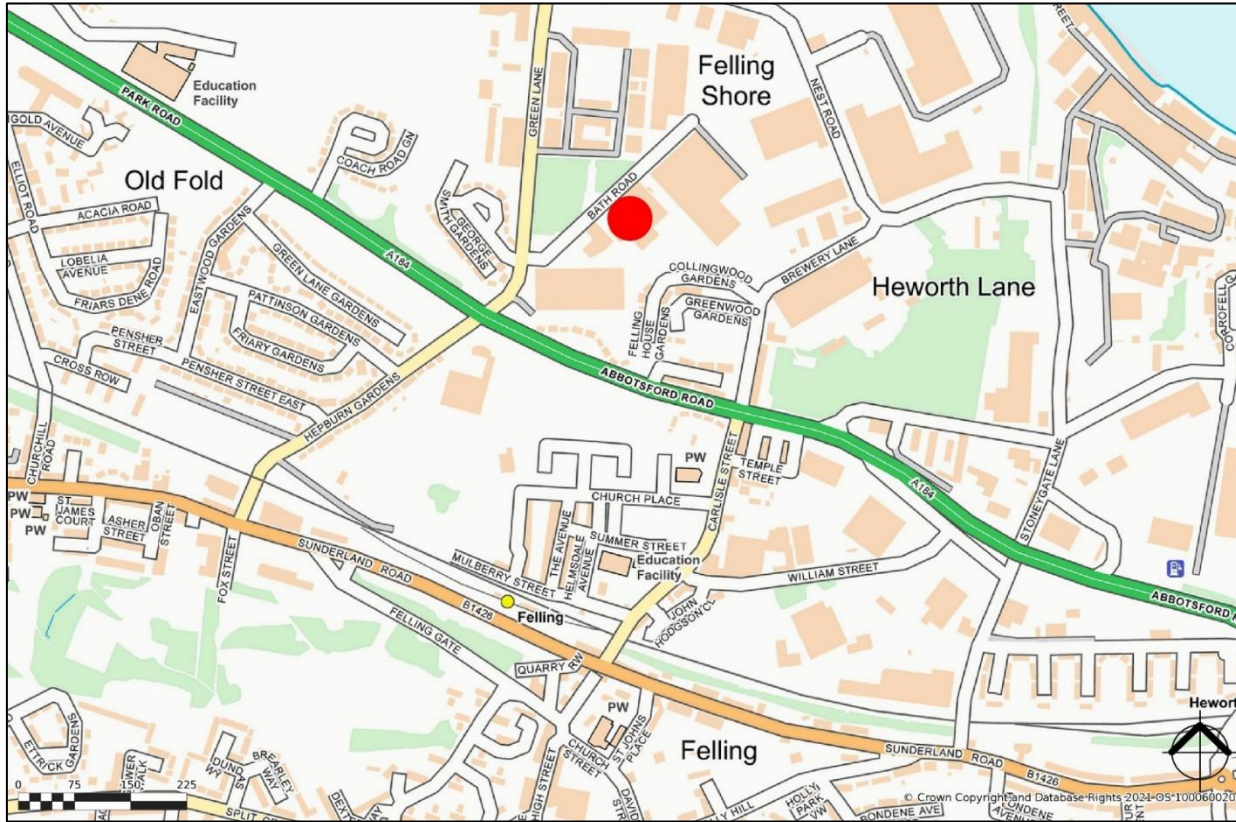 STREET
Education
Facility
PARK ROAD
GREEN LANE
Felling
Shore
NEST ROAD
COACH ROAD GN
ELLIOT ROAD
Old Fold
ACACIA ROAD
GEORGE
SMITH GARDENS
BATH ROAD
LOBELIA
AVENUE
FRIARS DENE ROAD
EASTWOOD GARDENS
GREEN LANE GARDENS
A184
COLLINGWOOD
GARDENS
BREWERY LANE
Heworth Lane
GREENWOOD
GARDENS
PATTINSON GARDENS
FRIARY GARDENS
FELLING
HOUSE
GARDENS
PENSHER
STREET
CROSS ROW
PENSHER STREET EAST
HEPBURN GARDENS
ABBOTSFORD ROAD
CHURCHILL
ROAD
PW
TEMPLE
STREET
CARLISLE STREET
A184
STONEYGATE LANE
PW
PW
ST
JAMES
COURT
LASHER
STREET
OBAN
STREET
CHURCH PLACE
THE AVENUE
HELMSDALE
AVENUE
SUMMER STREET
Education
Facility
SUNDERLAND ROAD
MULBERRY STREET
WILLIAM STREET
FOX STREET
B1426
Felling
JOHN
HODGSON CL
ABBOTSFORD
FELLING GATE
QUARRY RW
PW
ST JOHNS
PLACE
CHURCH
STREET
Felling
SUNDERLAND ROAD
B1426
ETTRICK
GARDENS
BREARLEY
WAY
HIGH STREET
DAVID
HOLLY
PARK
VW
0 75 150 225
© Crown Copyright and Database Rights 2021 OS 100060020